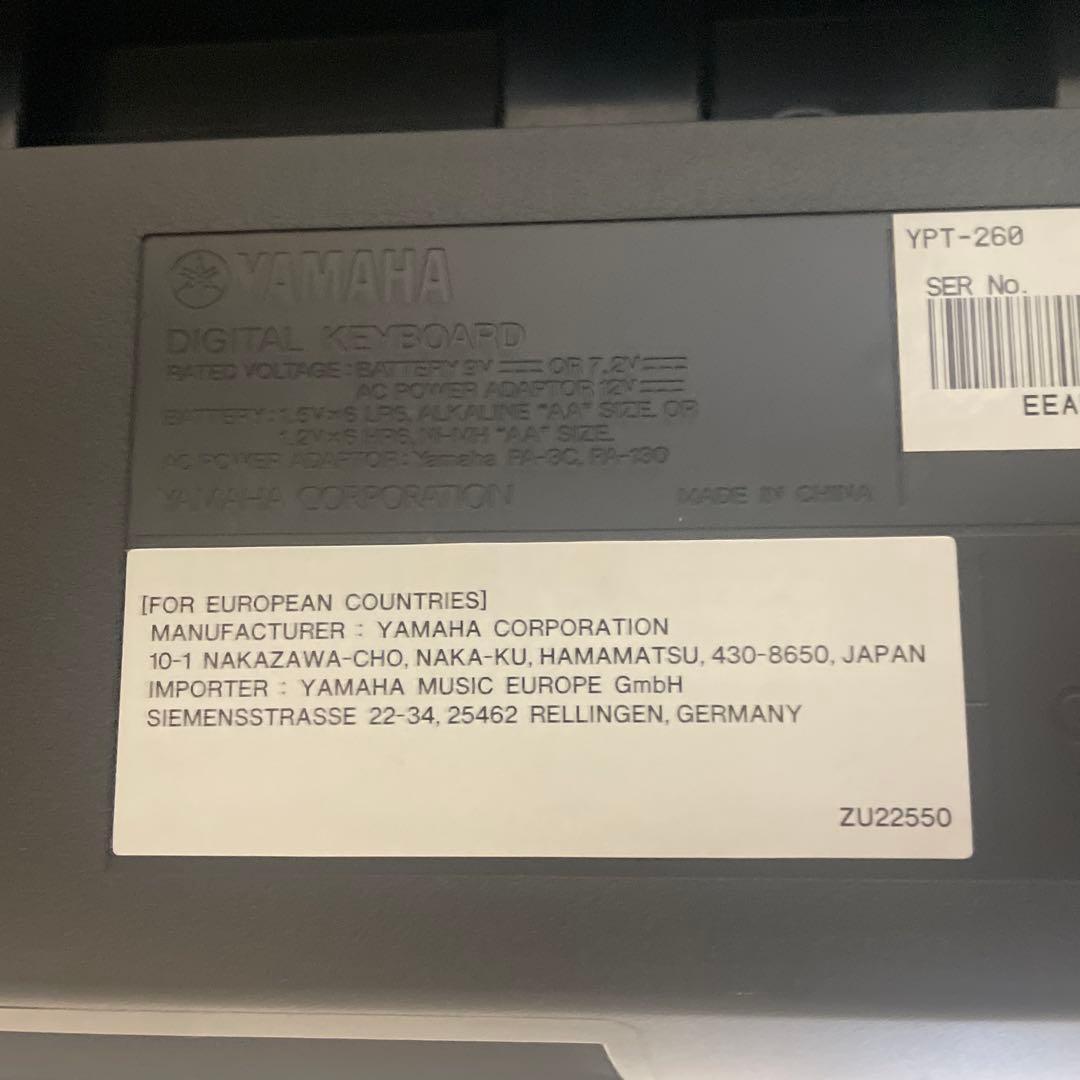 YAMAHA
DIGITAL KEYBOARD
RATED VOLTAGE : BATTERY 9V ⎓ OR 7.2V ⎓
AC POWER ADAPTOR 12V ⎓
BATTERY : 1.5V×6 LR6, ALKALINE "AA" SIZE. OR
1.2V×6 HR6, Ni-MH "AA" SIZE.
AC POWER ADAPTOR : Yamaha PA-3C, PA-130
YAMAHA CORPORATION MADE IN CHINA
YPT-260
SER No.
EEA
[FOR EUROPEAN COUNTRIES]
MANUFACTURER : YAMAHA CORPORATION
10-1 NAKAZAWA-CHO, NAKA-KU, HAMAMATSU, 430-8650, JAPAN
IMPORTER : YAMAHA MUSIC EUROPE GmbH
SIEMENSSTRASSE 22-34, 25462 RELLINGEN, GERMANY
ZU22550